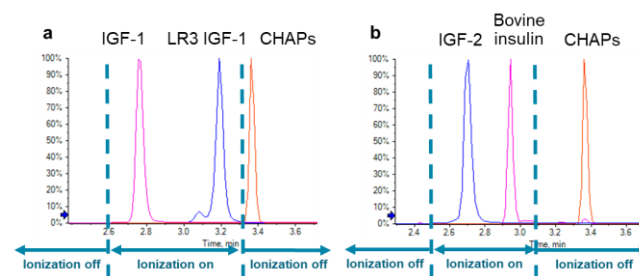 a
IGF-1 LR3 IGF-1 CHAPs
100%
90%
80%
70%
60%
50%
40%
30%
20%
10%
0%
2.6 2.8 3.0 3.2 3.4 3.6
Time, min
Ionization off Ionization on Ionization off
b
Bovine
IGF-2 insulin CHAPs
100%
90%
80%
70%
60%
50%
40%
30%
20%
10%
0%
2.4 2.6 2.8 3.0 3.2 3.4 3.6
Time, min
Ionization off Ionization on Ionization off